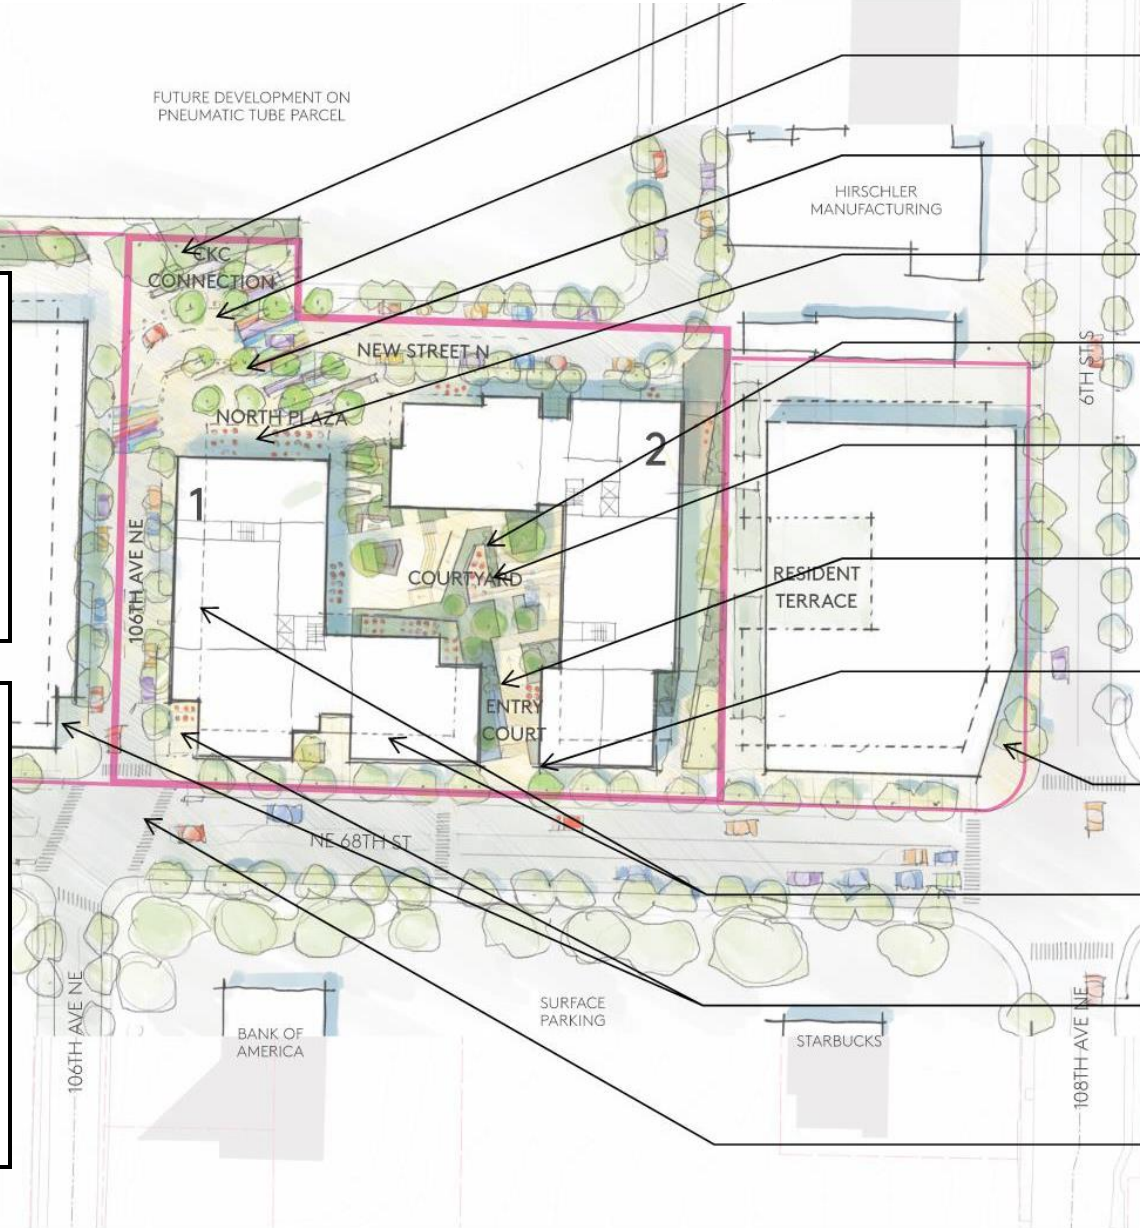 FUTURE DEVELOPMENT ON
PNEUMATIC TUBE PARCEL
HIRSCHLER
MANUFACTURING
CKC
CONNECTION
NEW STREET N
6TH ST S
NORTH PLAZA
2
1
106TH AVE NE
COURTYARD
RESIDENT
TERRACE
ENTRY
COURT
NE 68TH ST
106TH AVE NE
SURFACE
PARKING
BANK OF
AMERICA
STARBUCKS
108TH AVE NE